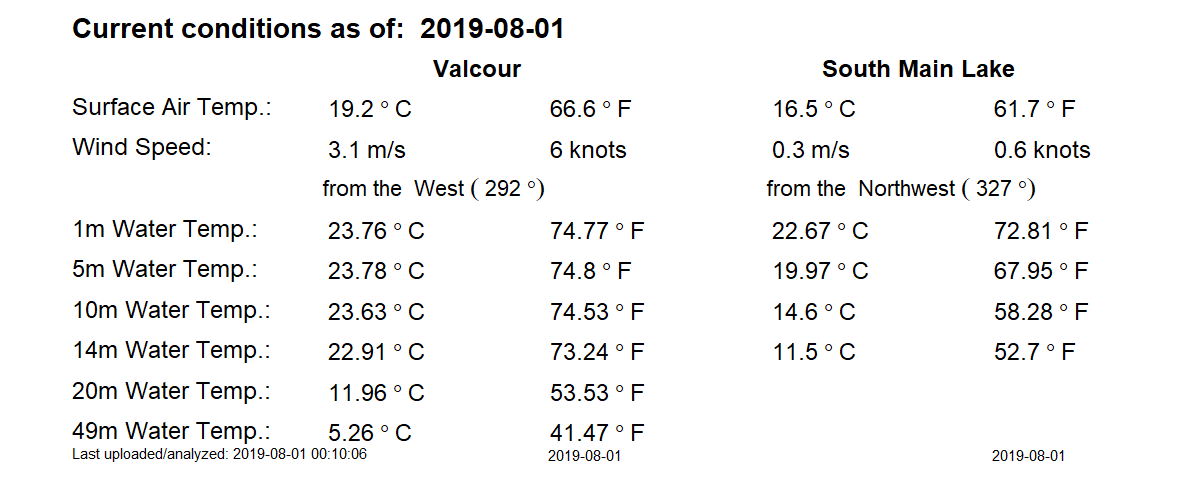 Current conditions as of: 2019-08-01
Valcour South Main Lake
Surface Air Temp.: 19.2 ° C 66.6 ° F 16.5 ° C 61.7 ° F
Wind Speed: 3.1 m/s 6 knots 0.3 m/s 0.6 knots
from the West ( 292 °) from the Northwest ( 327 °)
1m Water Temp.: 23.76 ° C 74.77 ° F 22.67 ° C 72.81 ° F
5m Water Temp.: 23.78 ° C 74.8 ° F 19.97 ° C 67.95 ° F
10m Water Temp.: 23.63 ° C 74.53 ° F 14.6 ° C 58.28 ° F
14m Water Temp.: 22.91 ° C 73.24 ° F 11.5 ° C 52.7 ° F
20m Water Temp.: 11.96 ° C 53.53 ° F
49m Water Temp.: 5.26 ° C 41.47 ° F
Last uploaded/analyzed: 2019-08-01 00:10:06 2019-08-01 2019-08-01